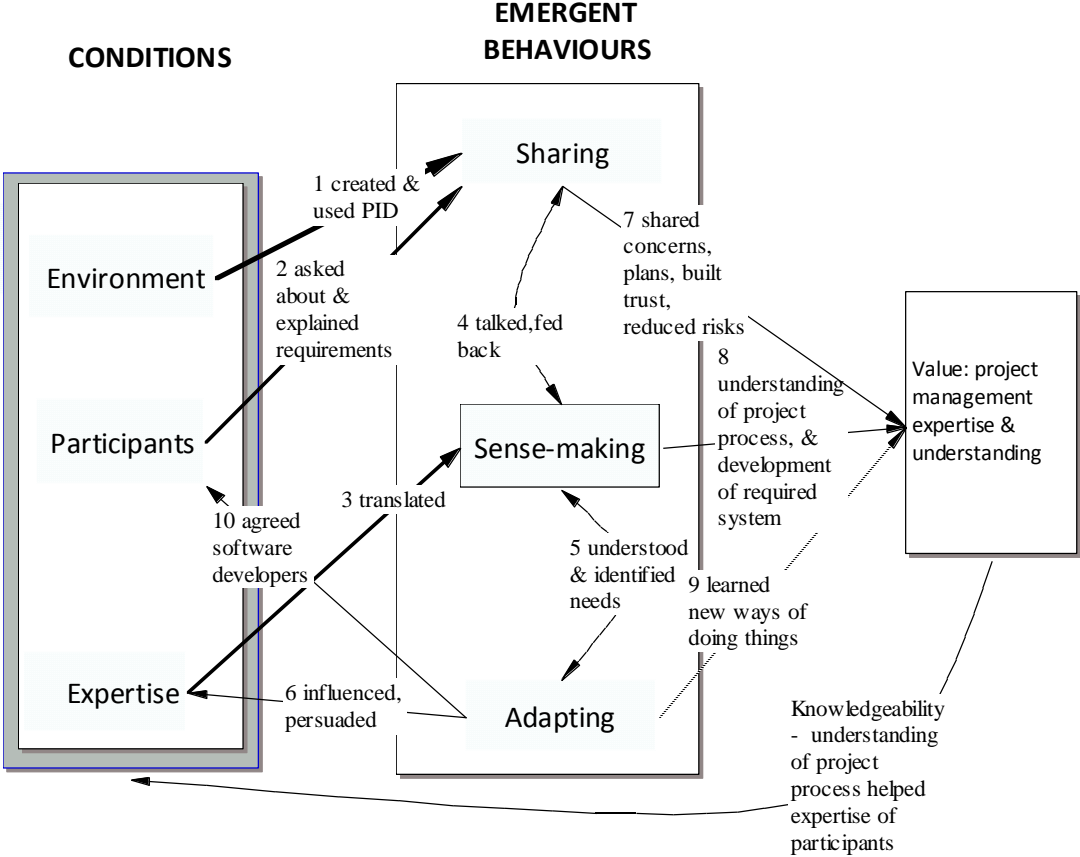 EMERGENT
BEHAVIOURS
CONDITIONS
Sharing
1 created &
used PID
Environment
2 asked
about &
explained
requirements
7 shared
concerns,
plans, built
trust,
reduced risks
4 talked,fed
back
8
understanding
of project
process, &
development
of required
system
Value: project
management
expertise &
understanding
Participants
Sense-making
3 translated
10 agreed
software
developers
5 understood
& identified
needs
9 learned
new ways of
doing things
Expertise
6 influenced,
persuaded
Adapting
Knowledgeability
- understanding
of project
process helped
expertise of
participants